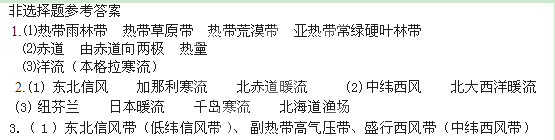 非选择题参考答案
1.(1)热带雨林带 热带草原带 热带荒漠带 亚热带常绿硬叶林带
(2)赤道 由赤道向两极 热量
(3)洋流（本格拉寒流）
2.(1) 东北信风 加那利寒流 北赤道暖流 (2)中纬西风 北大西洋暖流
(3) 纽芬兰 日本暖流 千岛寒流 北海道渔场
3.（1）东北信风带（低纬信风带）、副热带高气压带、盛行西风带（中纬西风带）